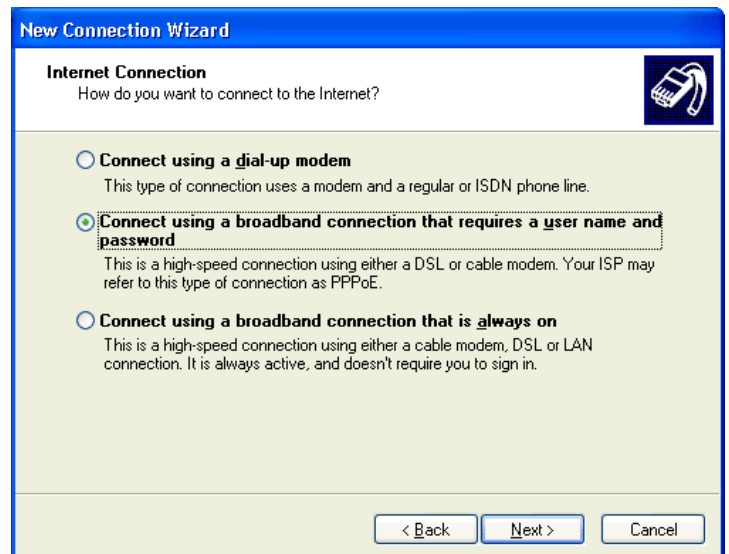 New Connection Wizard
Internet Connection
How do you want to connect to the Internet?
Connect using a dial-up modem
This type of connection uses a modem and a regular or ISDN phone line.
Connect using a broadband connection that requires a user name and
password
This is a high-speed connection using either a DSL or cable modem. Your ISP may
refer to this type of connection as PPPoE.
Connect using a broadband connection that is always on
This is a high-speed connection using either a cable modem, DSL or LAN
connection. It is always active, and doesn't require you to sign in.
< Back Next > Cancel